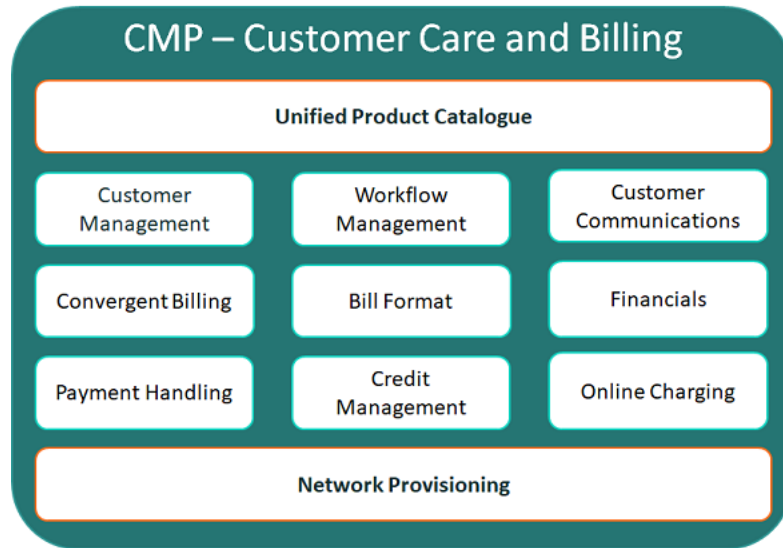 CMP – Customer Care and Billing
Unified Product Catalogue
Customer
Management
Workflow
Management
Customer
Communications
Convergent Billing
Bill Format
Financials
Payment Handling
Credit
Management
Online Charging
Network Provisioning